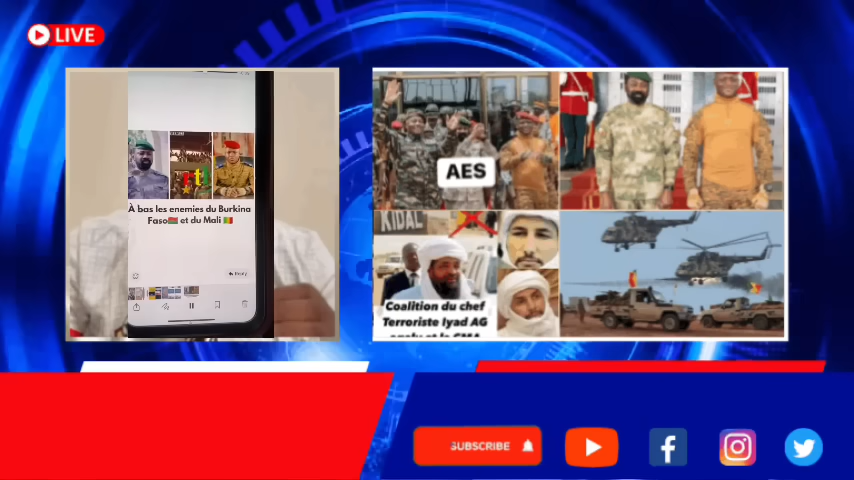 LIVE
À bas les enemies du Burkina
Faso🇧🇫 et du Mali 🇲🇱
Reply
AES
KIDAL
Coalition du chef
Terroriste Iyad AG
SUBSCRIBE